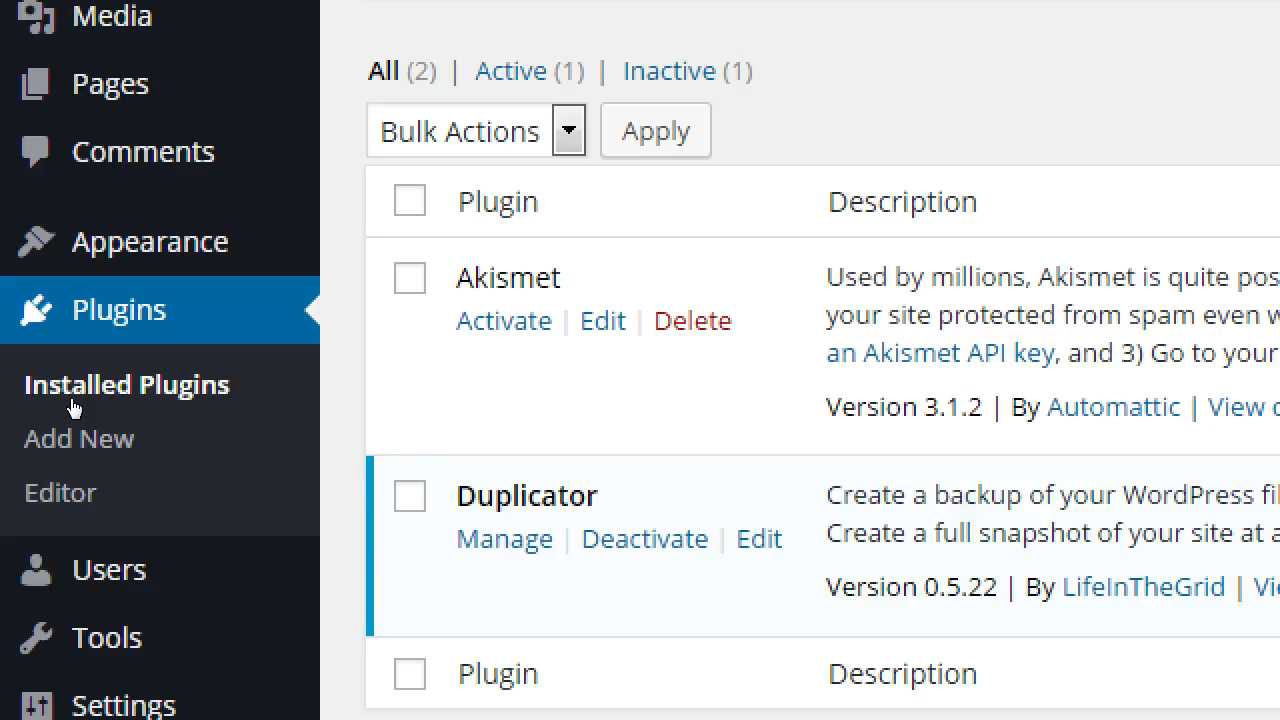 Media
Pages
Comments
Appearance
Plugins
Installed Plugins
Add New
Editor
Users
Tools
Settings
All (2) | Active (1) | Inactive (1)
Bulk Actions Apply
Plugin Description
Akismet
Activate | Edit | Delete
Used by millions, Akismet is quite
your site protected from spam even
an Akismet API key, and 3) Go to your
Version 3.1.2 | By Automattic | View
Duplicator
Manage | Deactivate | Edit
Create a backup of your WordPress
Create a full snapshot of your site at
Version 0.5.22 | By LifeInTheGrid |
Plugin Description